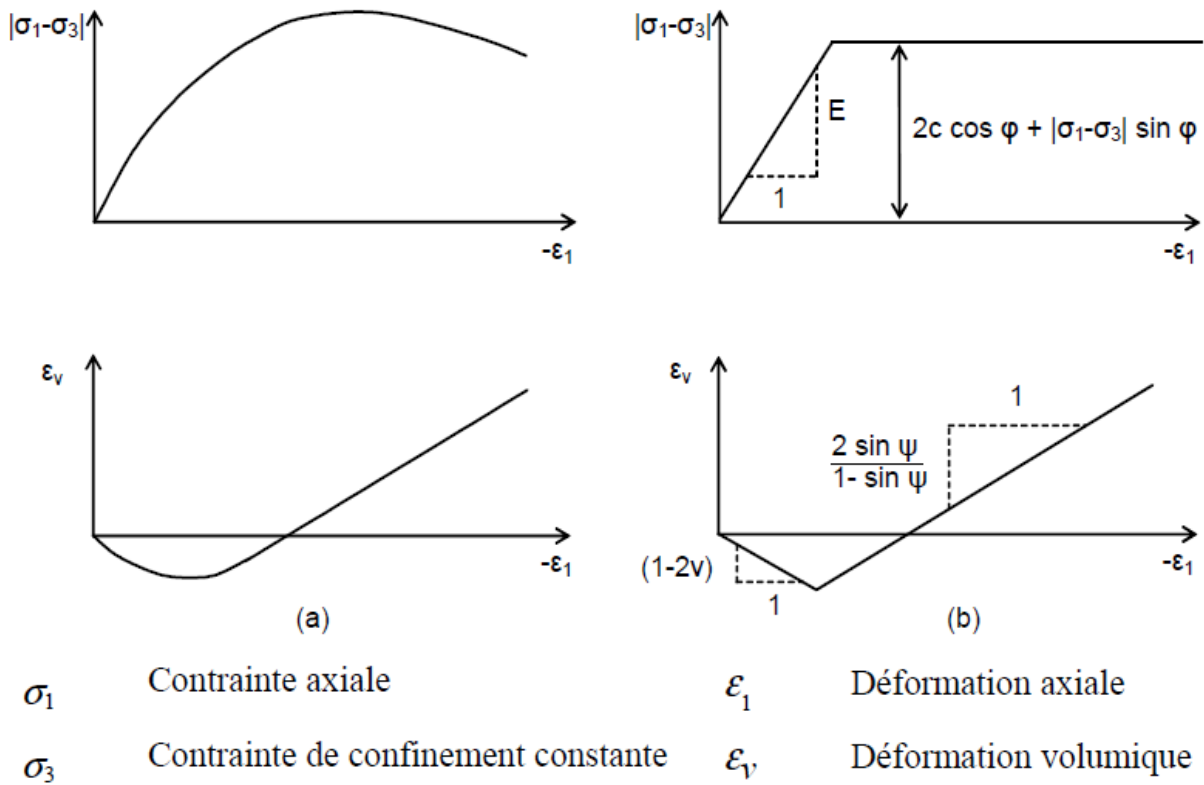 |σ₁-σ₃|
-ε₁
|σ₁-σ₃|
E
1
2c cos φ + |σ₁-σ₃| sin φ
-ε₁
εᵥ
-ε₁
(a)
εᵥ
(1-2ν)
1
2 sin ψ
1- sin ψ
1
-ε₁
(b)
σ₁ Contrainte axiale
ε₁ Déformation axiale
σ₃ Contrainte de confinement constante
εᵥ Déformation volumique